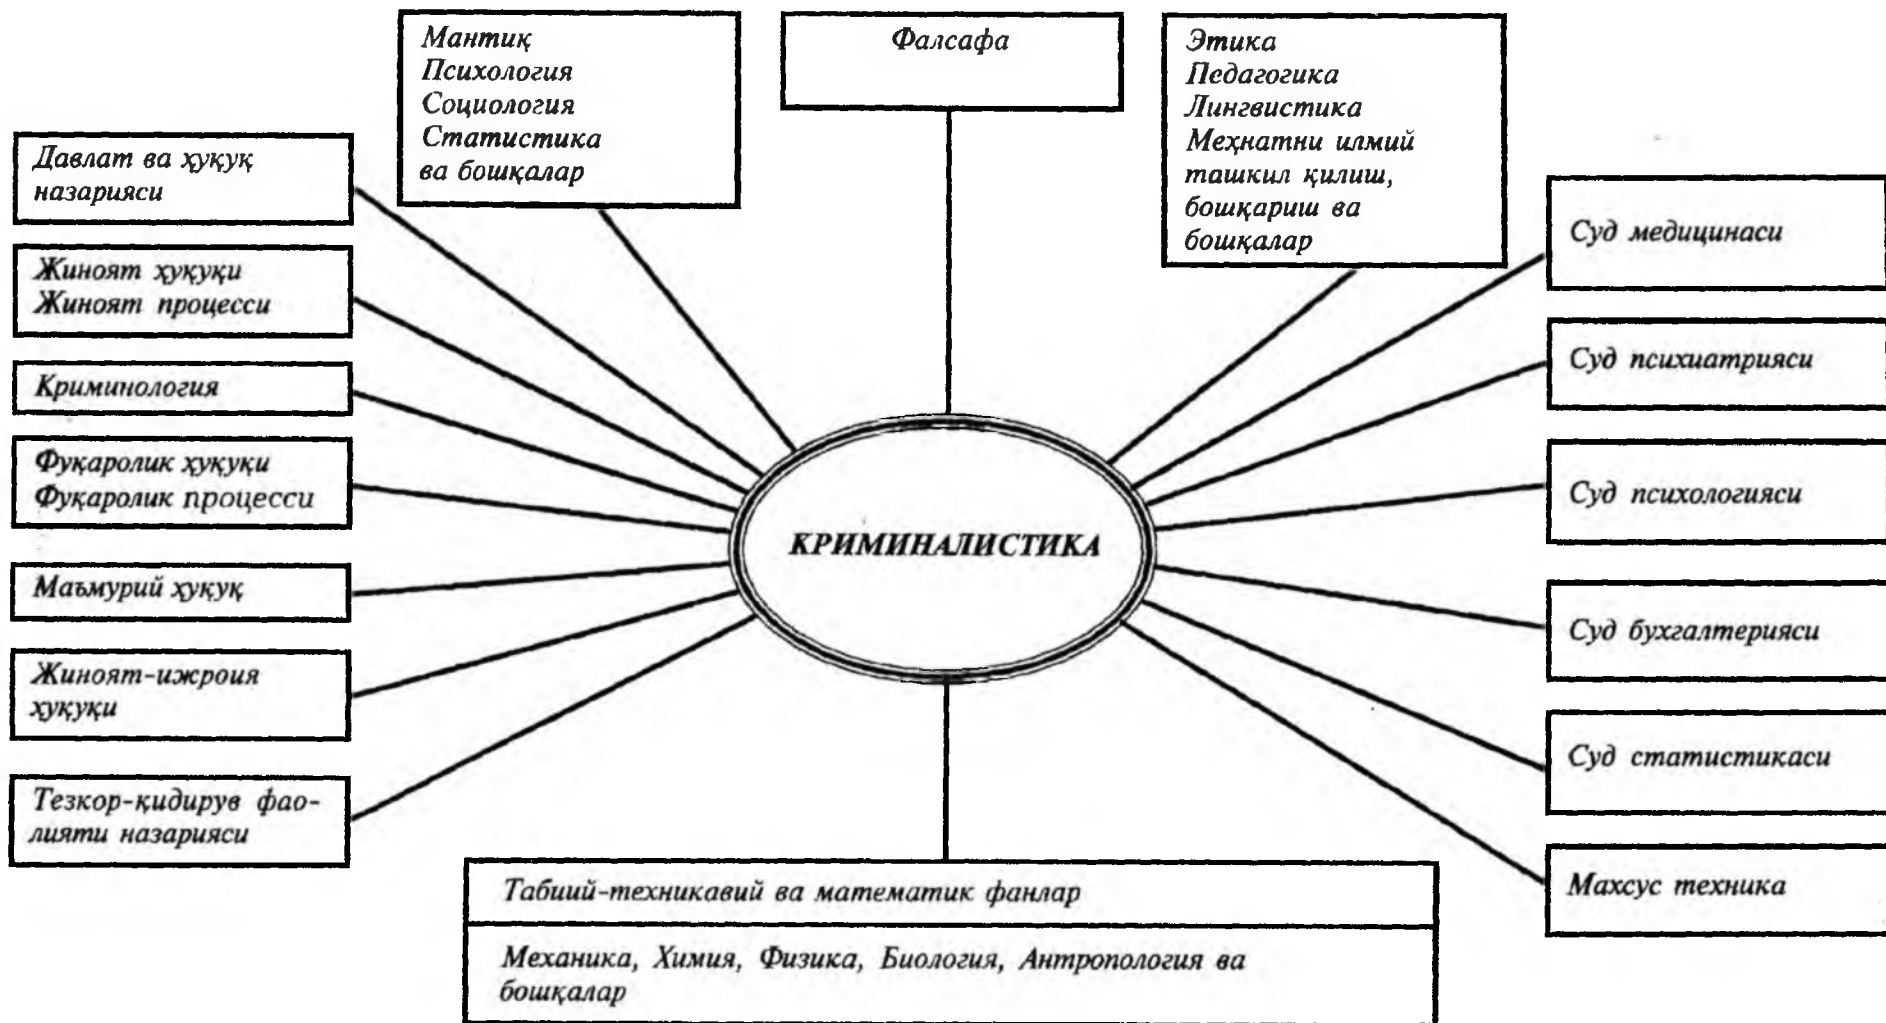 Мантиқ
Психология
Социология
Статистика
ва бошқалар
Фалсафа
Этика
Педагогика
Лингвистика
Меҳнатни илмий
ташкил қилиш,
бошқариш ва
бошқалар
Давлат ва ҳуқуқ
назарияси
Жиноят ҳуқуқи
Жиноят процесси
Криминология
Фуқаролик ҳуқуқи
Фуқаролик процесси
Маъмурий ҳуқуқ
Жиноят-ижроия
ҳуқуқи
Тезкор-қидирув фао-
лияти назарияси
КРИМИНАЛИСТИКА
Суд медицинаси
Суд психиатрияси
Суд психологияси
Суд бухгалтерияси
Суд статистикаси
Махсус техника
Табиий-техникавий ва математик фанлар
Механика, Химия, Физика, Биология, Антропология ва
бошқалар